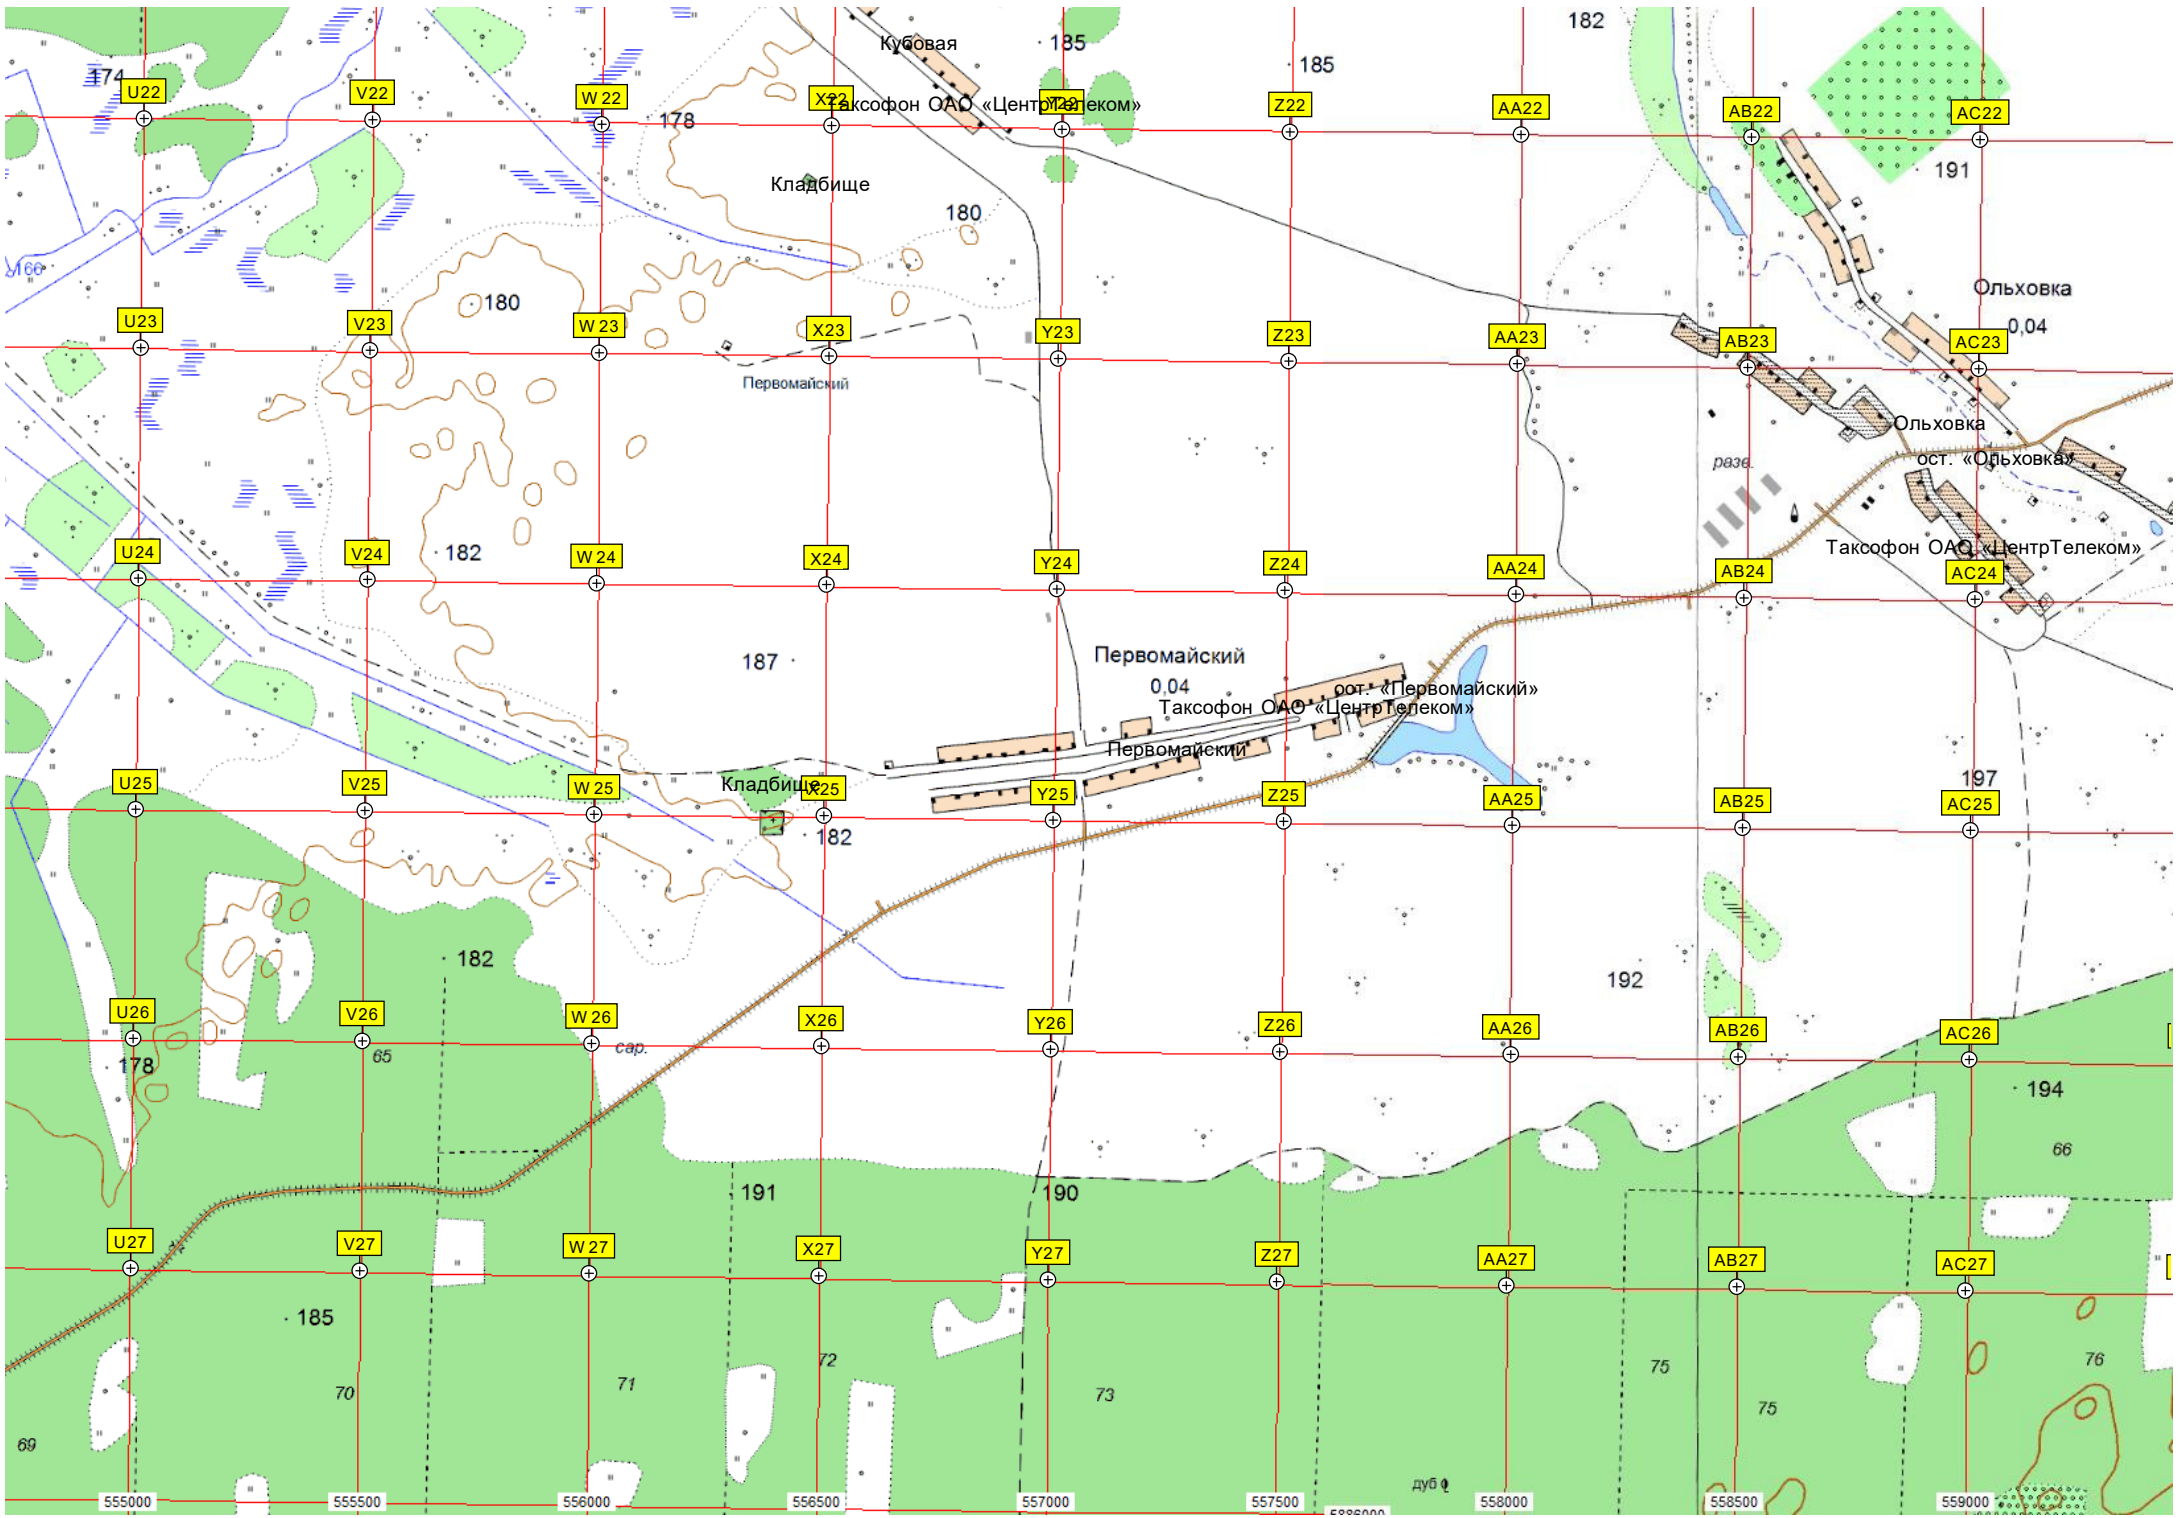 182
Кубовая
185
185
174
U22
V22
W 22
X22
Таксофон ОАО «ЦентрТелеком»
Y22
Z22
AA22
AB22
AC22
178
191
Кладбище
180
166
180
Ольховка
0,04
U23
V23
W 23
X23
Y23
Z23
AA23
AB23
AC23
Первомайский
Ольховка
разв.
ост. «Ольховка»
U24
V24
182
W 24
X24
Y24
Z24
AA24
AB24
Таксофон ОАО «ЦентрТелеком»
AC24
187
Первомайский
0,04
ост. «Первомайский»
Таксофон ОАО «ЦентрТелеком»
Первомайский
U25
V25
W 25
Кладбище
X25
Y25
Z25
AA25
AB25
197
AC25
182
182
192
U26
V26
W 26
X26
Y26
Z26
AA26
AB26
AC26
178
65
сар.
194
66
191
190
U27
V27
W 27
X27
Y27
Z27
AA27
AB27
AC27
185
72
75
76
70
71
73
75
69
дуб
555000
555500
556000
556500
557000
557500
558000
558500
559000
5886000